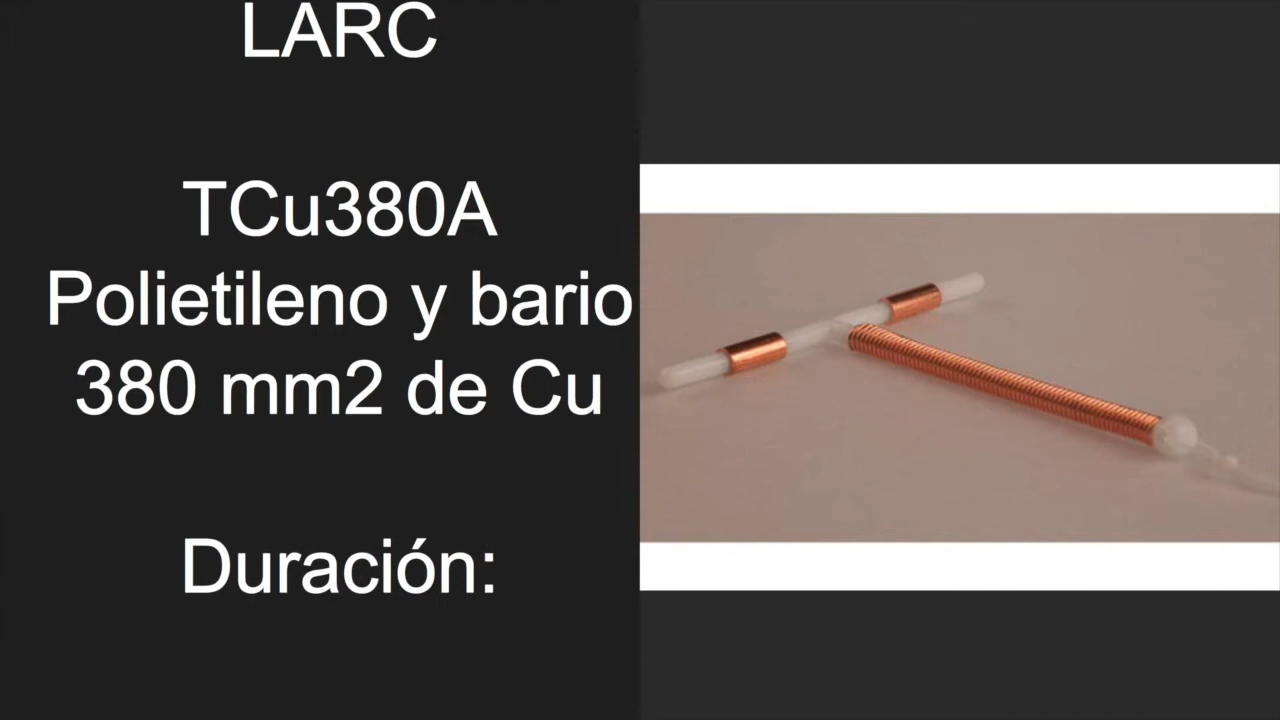 LARC
TCu380A
Polietileno y bario
380 mm2 de Cu
Duración: